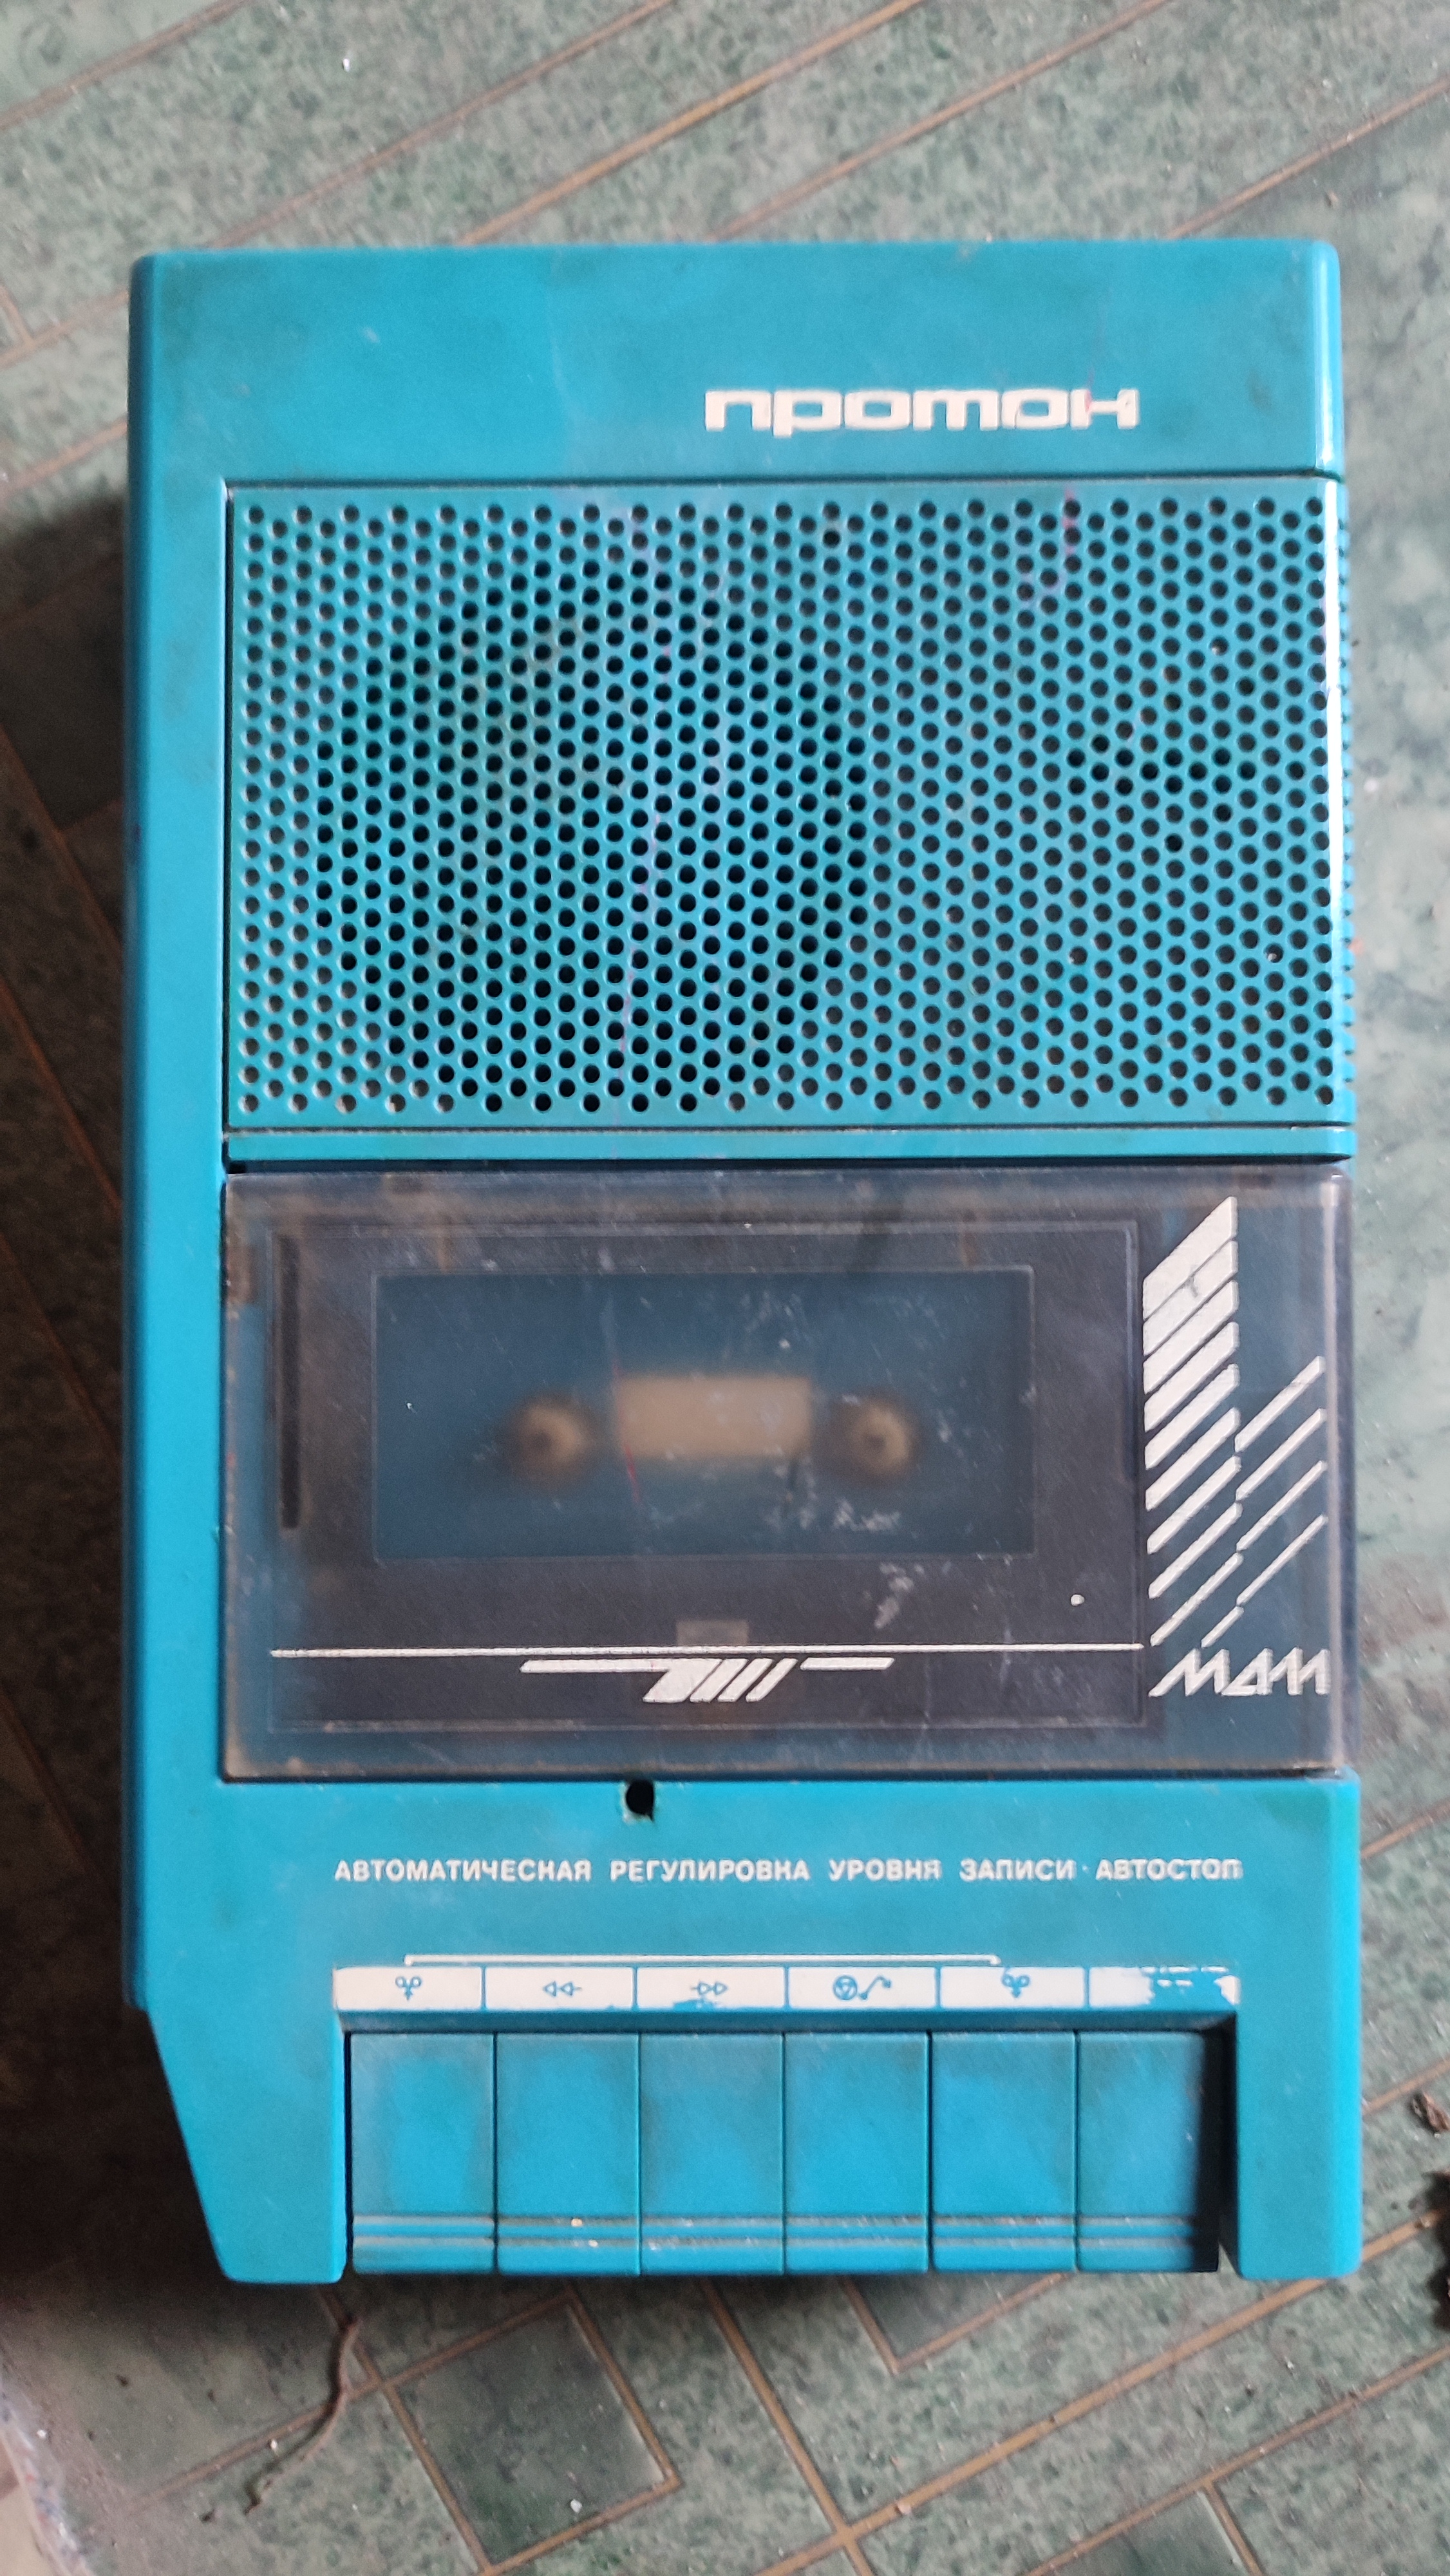 протон
МДМ
АВТОМАТИЧЕСКАЯ РЕГУЛИРОВКА УРОВНЯ ЗАПИСИ · АВТОСТОП